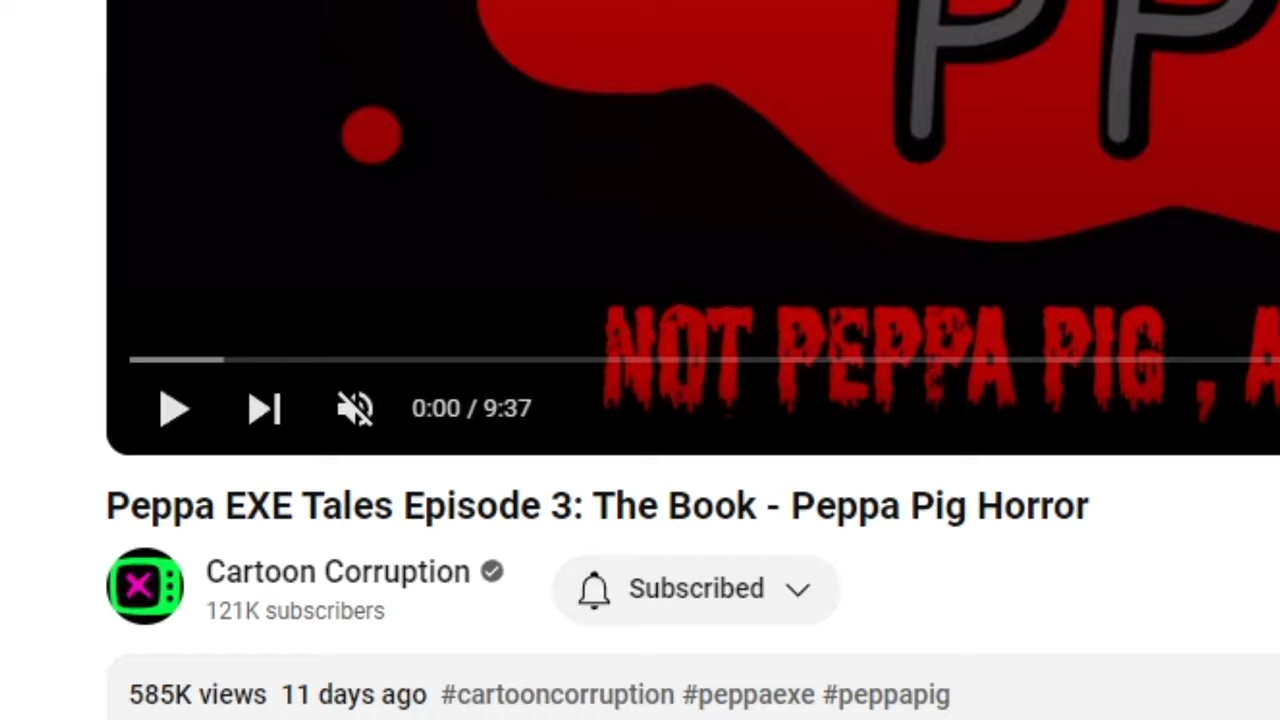 PP
NOT PEPPA PIG , A
0:00 / 9:37
Peppa EXE Tales Episode 3: The Book - Peppa Pig Horror
Cartoon Corruption
121K subscribers
Subscribed
585K views 11 days ago #cartooncorruption #peppaexe #peppapig